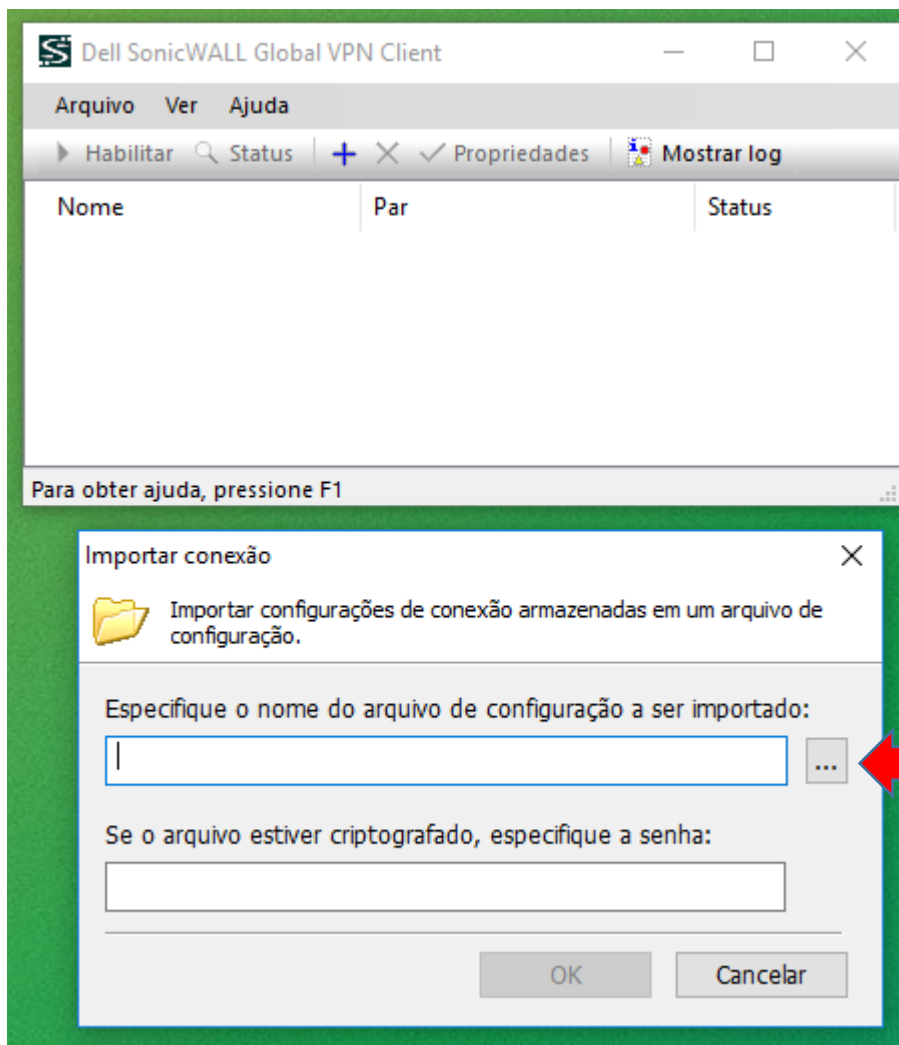 Dell SonicWALL Global VPN Client
Arquivo Ver Ajuda
Habilitar Status Propriedades Mostrar log
Nome Par Status
Para obter ajuda, pressione F1
Importar conexão
Importar configurações de conexão armazenadas em um arquivo de
configuração.
Especifique o nome do arquivo de configuração a ser importado:
...
Se o arquivo estiver criptografado, especifique a senha:
OK Cancelar